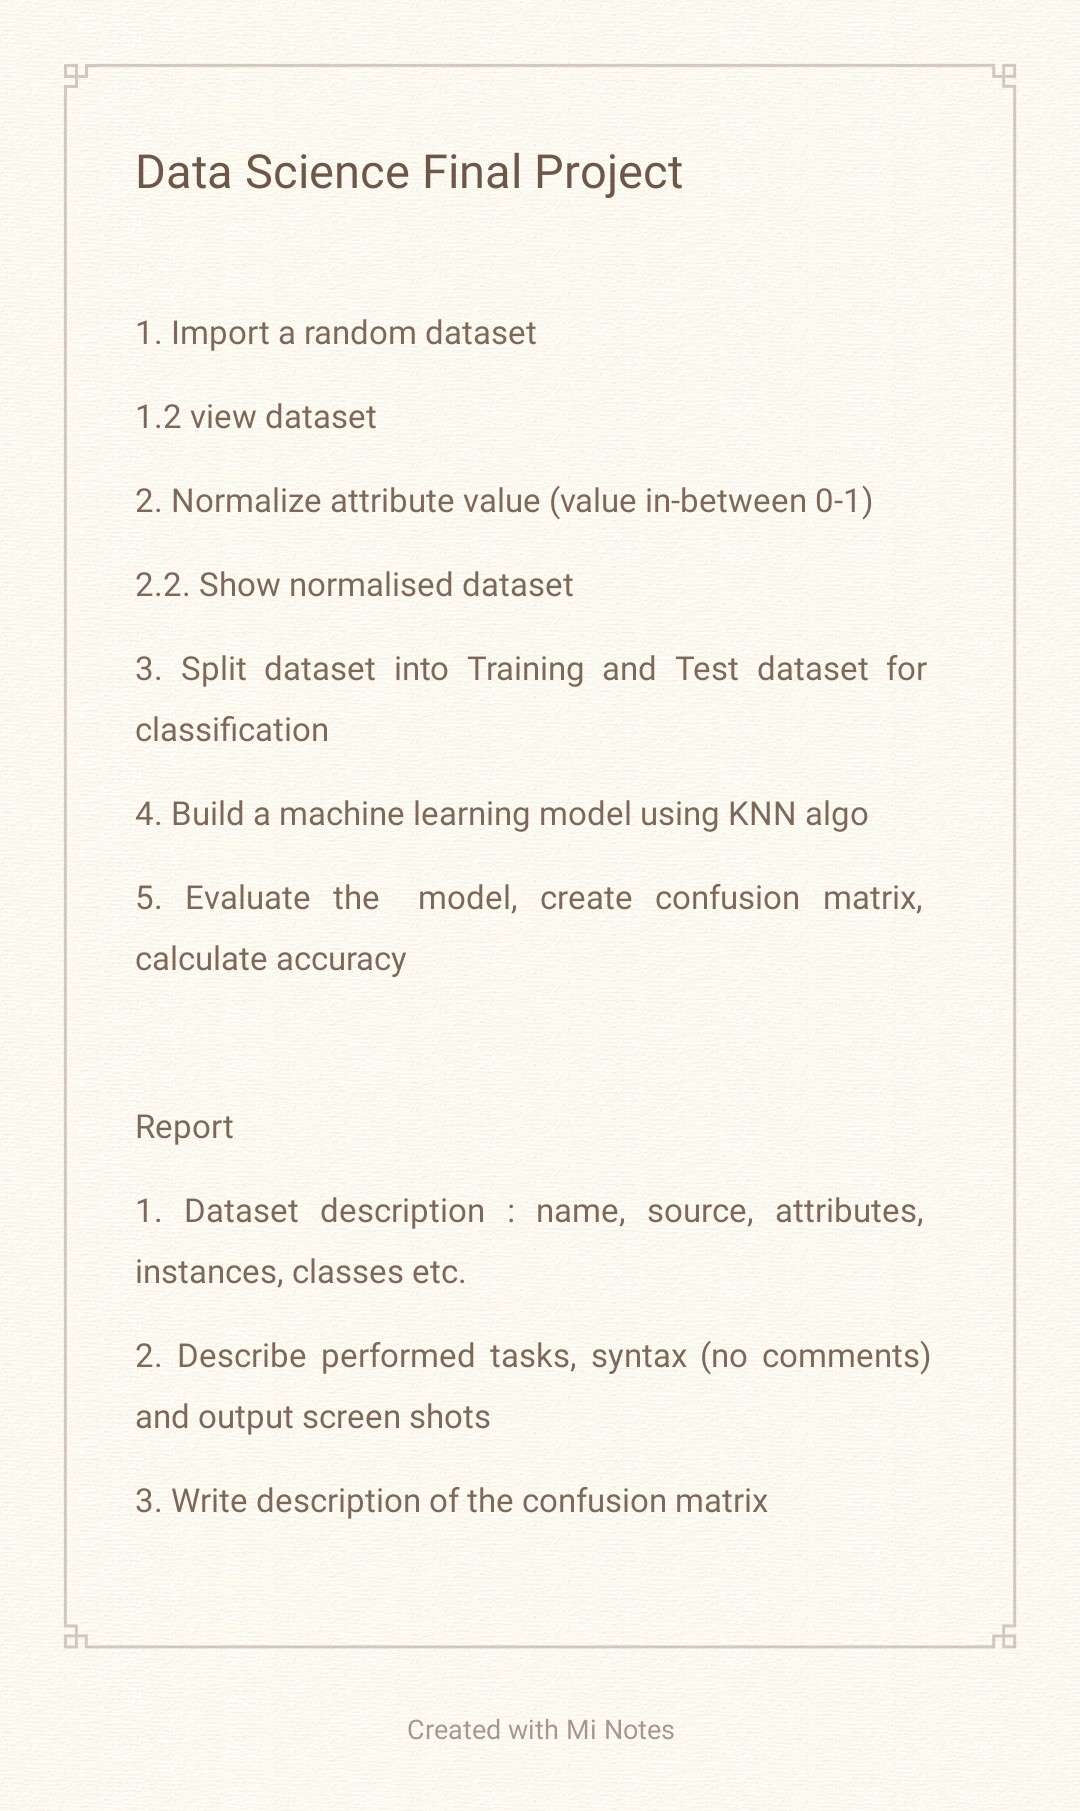 Data Science Final Project
1. Import a random dataset
1.2 view dataset
2. Normalize attribute value (value in-between 0-1)
2.2. Show normalised dataset
3. Split dataset into Training and Test dataset for
classification
4. Build a machine learning model using KNN algo
5. Evaluate the  model, create confusion matrix,
calculate accuracy
Report
1. Dataset description : name, source, attributes,
instances, classes etc.
2. Describe performed tasks, syntax (no comments)
and output screen shots
3. Write description of the confusion matrix
Created with Mi Notes